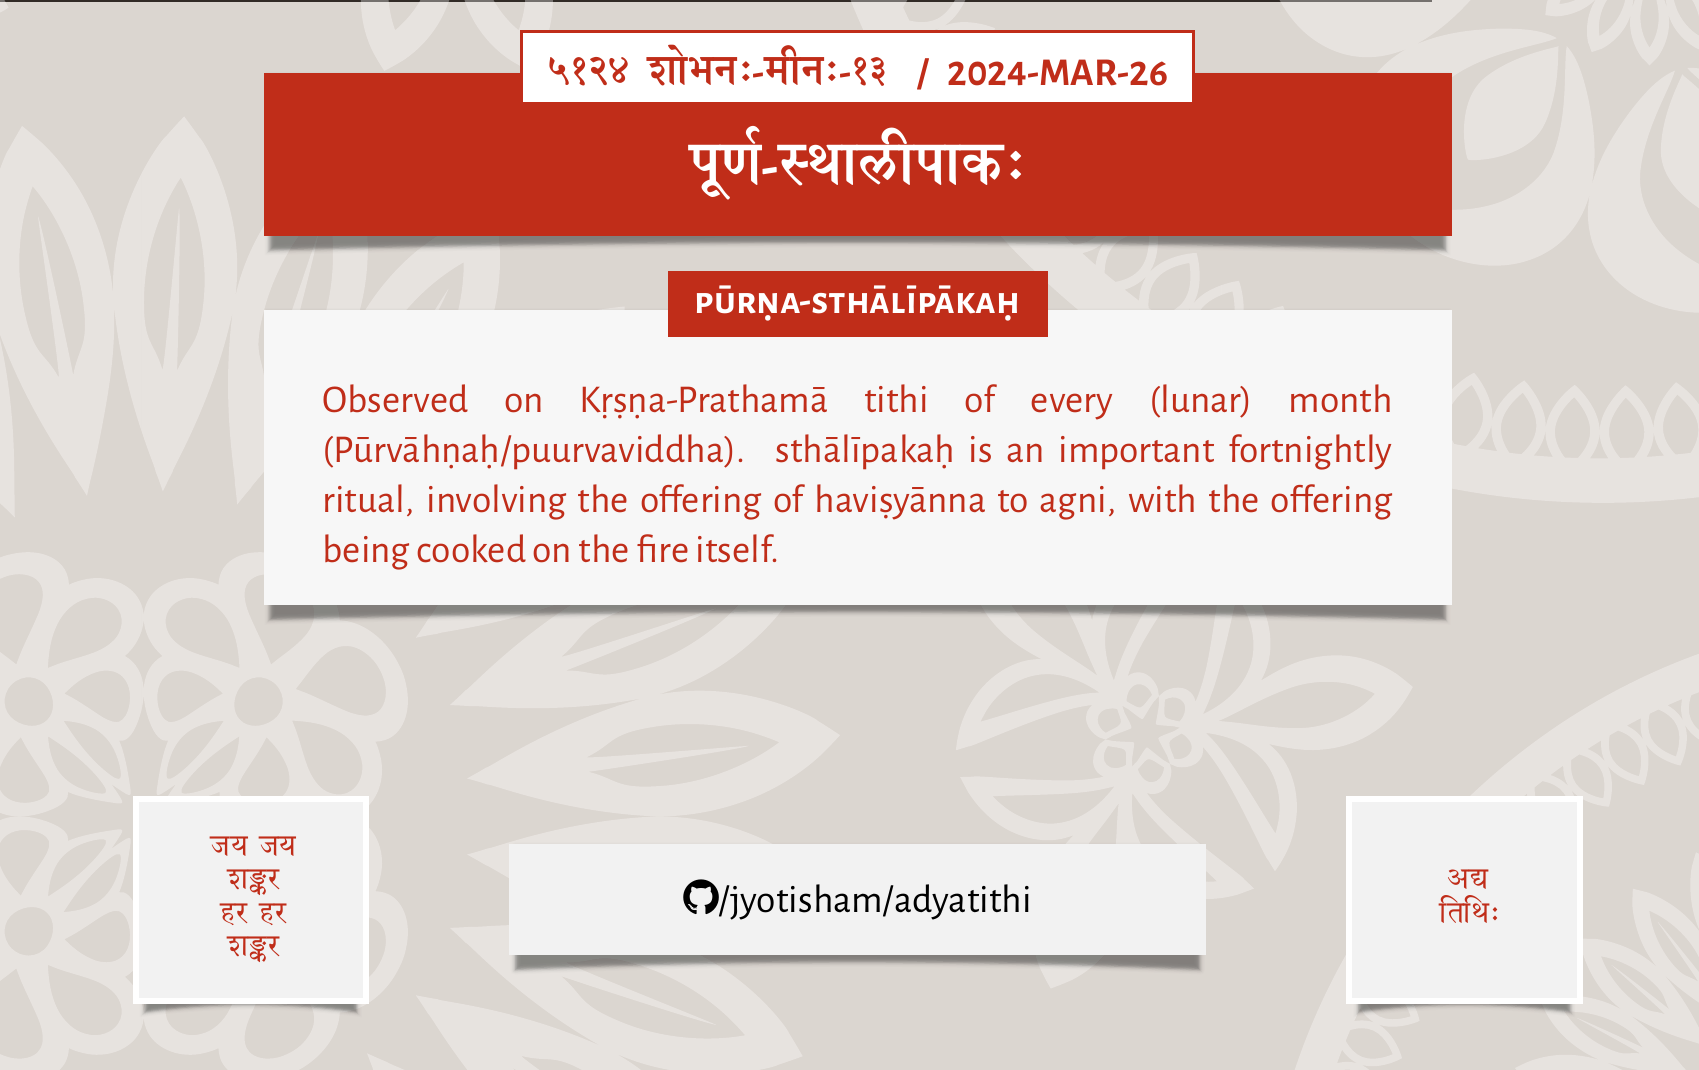 ५१२४ शोभनः-मीनः-१३ / 2024-MAR-26
पूर्ण-स्थालीपाकः
PŪRṆA-STHĀLĪPĀKAḤ
Observed on Kṛṣṇa-Prathamā tithi of every (lunar) month
(Pūrvāhṇaḥ/puurvaviddha). sthālīpakaḥ is an important fortnightly
ritual, involving the offering of haviṣyānna to agni, with the offering
being cooked on the fire itself.
जय जय
शङ्कर
हर हर
शङ्कर
/jyotisham/adyatithi
अद्य
तिथिः